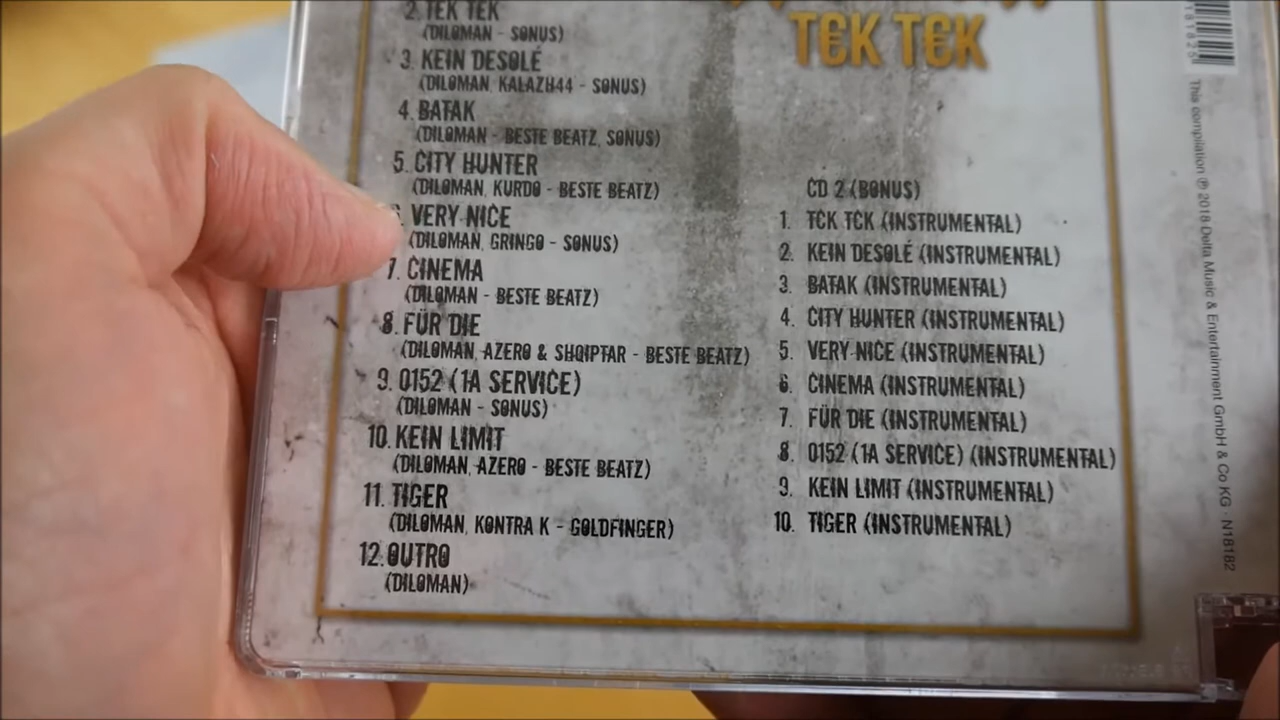 2. TEK TEK
(DILOMAN - SONUS)
3. KEIN DESOLÉ
(DILOMAN, KALAZH44 - SONUS)
4. BATAK
(DILOMAN - BESTE BEATZ, SONUS)
5. CITY HUNTER
(DILOMAN, KURDO - BESTE BEATZ)
VERY NICE
(DILOMAN, GRINGO - SONUS)
7. CINEMA
(DILOMAN - BESTE BEATZ)
8. FÜR DIE
(DILOMAN, AZERO & SHQIPTAR - BESTE BEATZ)
9. 0152 (1A SERVICE)
(DILOMAN - SONUS)
10. KEIN LIMIT
(DILOMAN, AZERO - BESTE BEATZ)
11. TIGER
(DILOMAN, KONTRA K - GOLDFINGER)
12. OUTRO
(DILOMAN)
T€K T€K
CD 2 (BONUS)
1. T€K T€K (INSTRUMENTAL)
2. KEIN DESOLÉ (INSTRUMENTAL)
3. BATAK (INSTRUMENTAL)
4. CITY HUNTER (INSTRUMENTAL)
5. VERY NICE (INSTRUMENTAL)
6. CINEMA (INSTRUMENTAL)
7. FÜR DIE (INSTRUMENTAL)
8. 0152 (1A SERVICE) (INSTRUMENTAL)
9. KEIN LIMIT (INSTRUMENTAL)
10. TIGER (INSTRUMENTAL)
This compilation ℗ 2018 Delta Music & Entertainment GmbH & Co KG · N18182